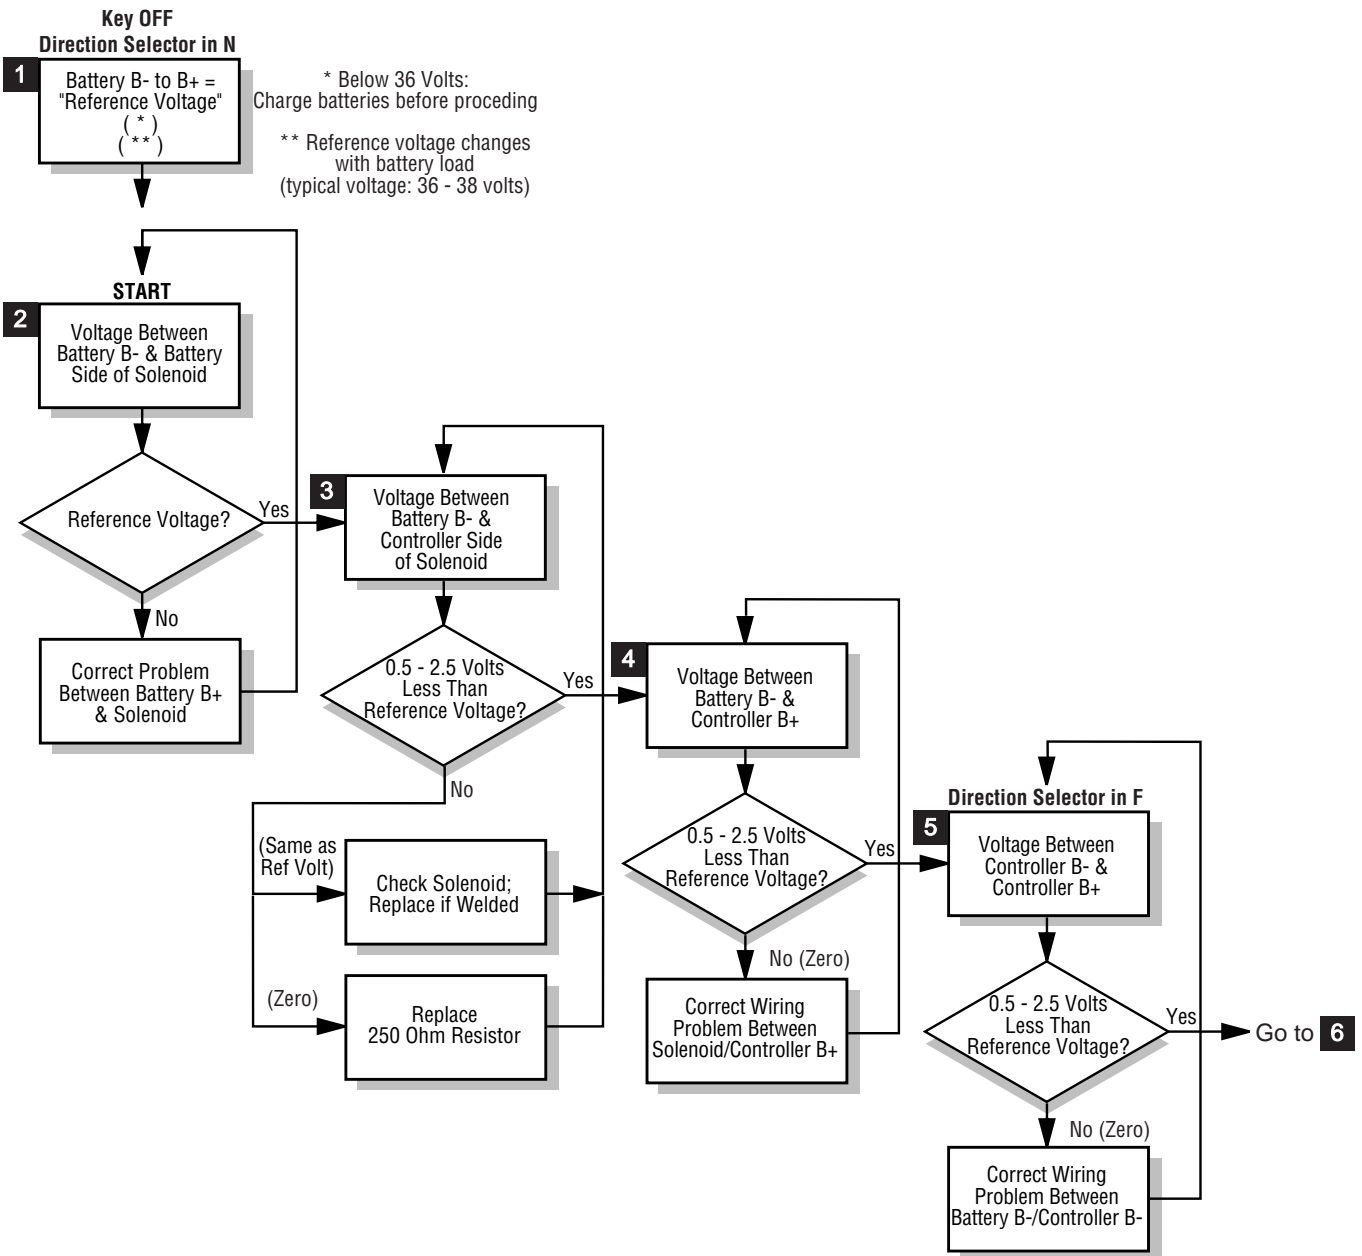 Key OFF
Direction Selector in N
1
Battery B- to B+ =
"Reference Voltage"
( * )
( ** )
* Below 36 Volts:
Charge batteries before proceding
** Reference voltage changes
with battery load
(typical voltage: 36 - 38 volts)
START
2
Voltage Between
Battery B- & Battery
Side of Solenoid
Reference Voltage?
Yes
No
Correct Problem
Between Battery B+
& Solenoid
3
Voltage Between
Battery B- &
Controller Side
of Solenoid
0.5 - 2.5 Volts
Less Than
Reference Voltage?
Yes
No
(Same as
Ref Volt)
Check Solenoid;
Replace if Welded
(Zero)
Replace
250 Ohm Resistor
4
Voltage Between
Battery B- &
Controller B+
0.5 - 2.5 Volts
Less Than
Reference Voltage?
Yes
No (Zero)
Correct Wiring
Problem Between
Solenoid/Controller B+
Direction Selector in F
5
Voltage Between
Controller B- &
Controller B+
0.5 - 2.5 Volts
Less Than
Reference Voltage?
Yes
Go to 6
No (Zero)
Correct Wiring
Problem Between
Battery B-/Controller B-